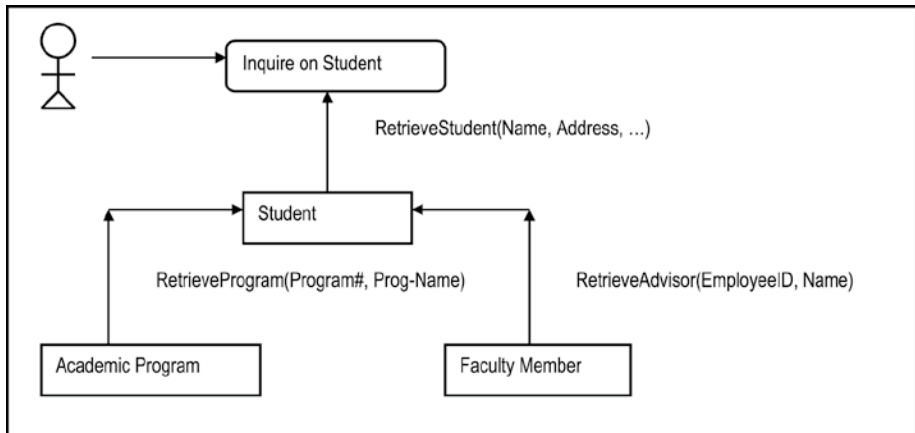 Inquire on Student
RetrieveStudent(Name, Address, ...)
Student
RetrieveProgram(Program#, Prog-Name)
RetrieveAdvisor(EmployeeID, Name)
Academic Program
Faculty Member